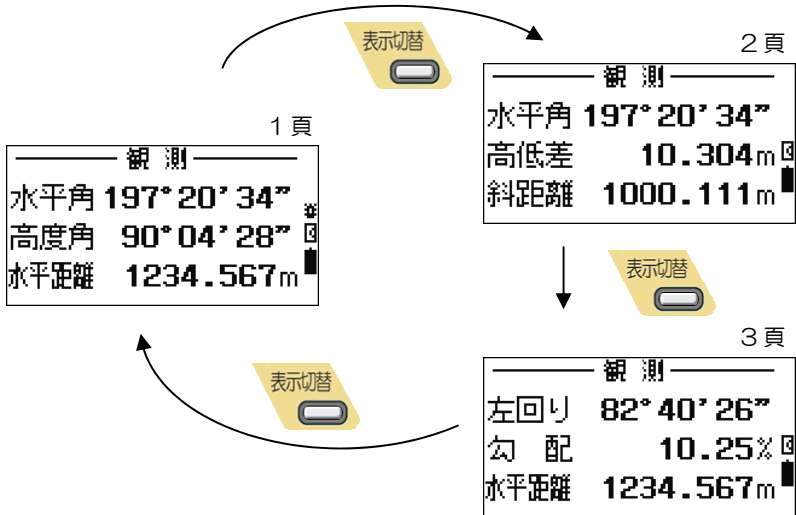 1頁
観 測
水平角 197°20’34”
高度角 90°04’28”
水平距離 1234.567m
表示切替
2頁
観 測
水平角 197°20’34”
高低差 10.304m
斜距離 1000.111m
表示切替
3頁
観 測
左回り 82°40’26”
勾 配 10.25%
水平距離 1234.567m
表示切替